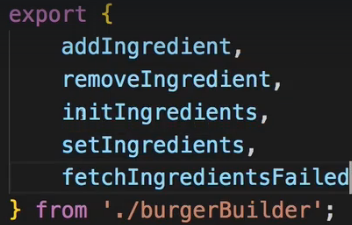 export {
addIngredient,
removeIngredient,
initIngredients,
setIngredients,
fetchIngredientsFailed
} from './burgerBuilder';